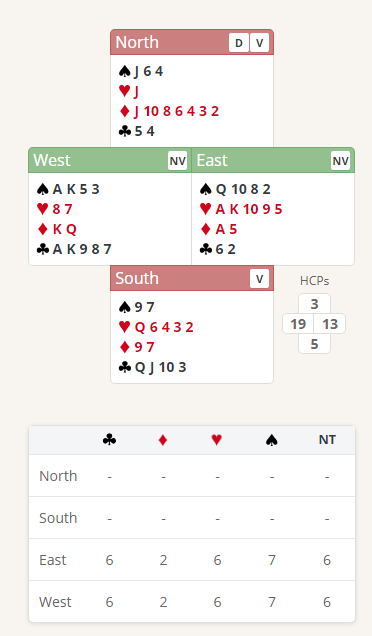 North D V
♠ J 6 4
♥ J
♦ J 10 8 6 4 3 2
♣ 5 4
West NV
♠ A K 5 3
♥ 8 7
♦ K Q
♣ A K 9 8 7
East NV
♠ Q 10 8 2
♥ A K 10 9 5
♦ A 5
♣ 6 2
South V
♠ 9 7
♥ Q 6 4 3 2
♦ 9 7
♣ Q J 10 3
HCPs
3
19 13
5
♣ ♦ ♥ ♠ NT
North - - - - -
South - - - - -
East 6 2 6 7 6
West 6 2 6 7 6